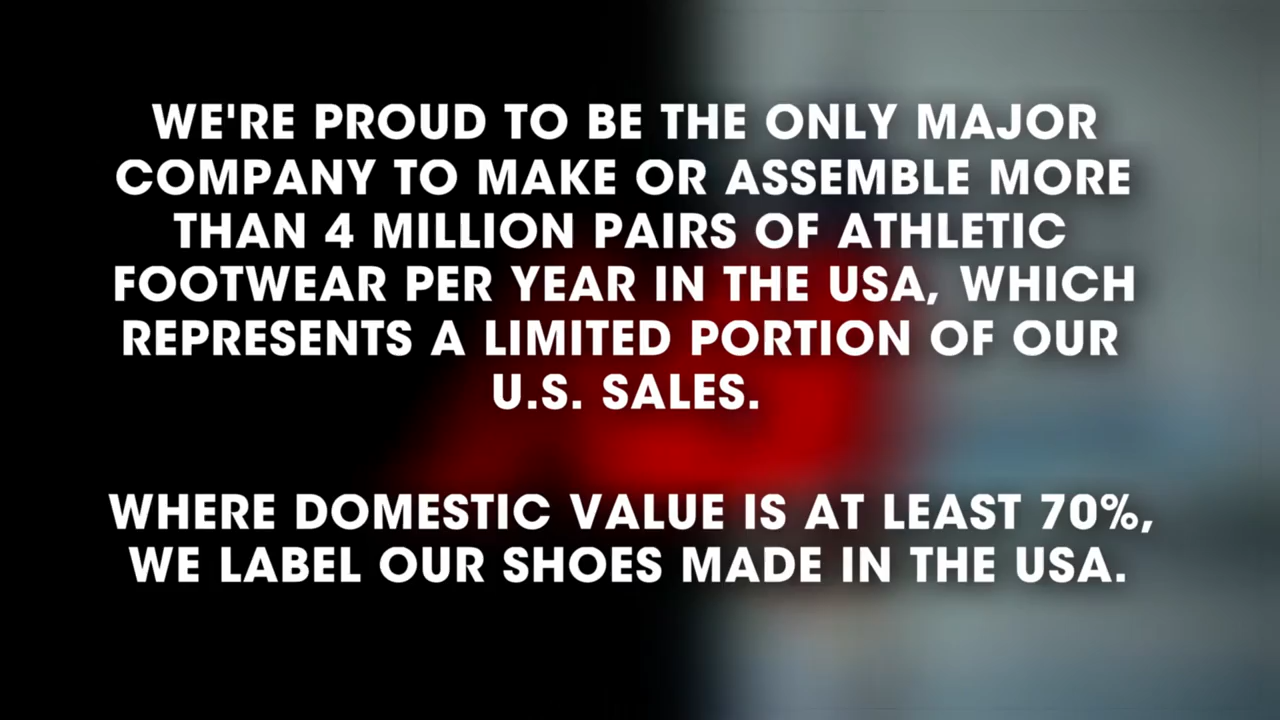 WE'RE PROUD TO BE THE ONLY MAJOR
COMPANY TO MAKE OR ASSEMBLE MORE
THAN 4 MILLION PAIRS OF ATHLETIC
FOOTWEAR PER YEAR IN THE USA, WHICH
REPRESENTS A LIMITED PORTION OF OUR
U.S. SALES.
WHERE DOMESTIC VALUE IS AT LEAST 70%,
WE LABEL OUR SHOES MADE IN THE USA.